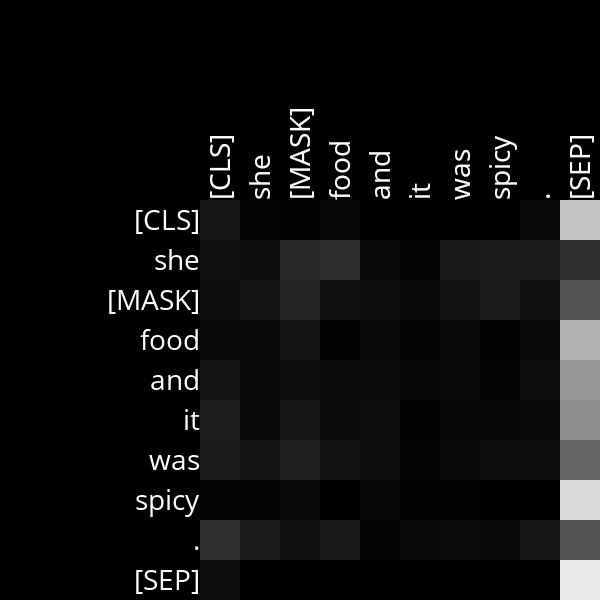 [CLS] she [MASK] food and it was spicy . [SEP]
[CLS]
she
[MASK]
food
and
it
was
spicy
.
[SEP]